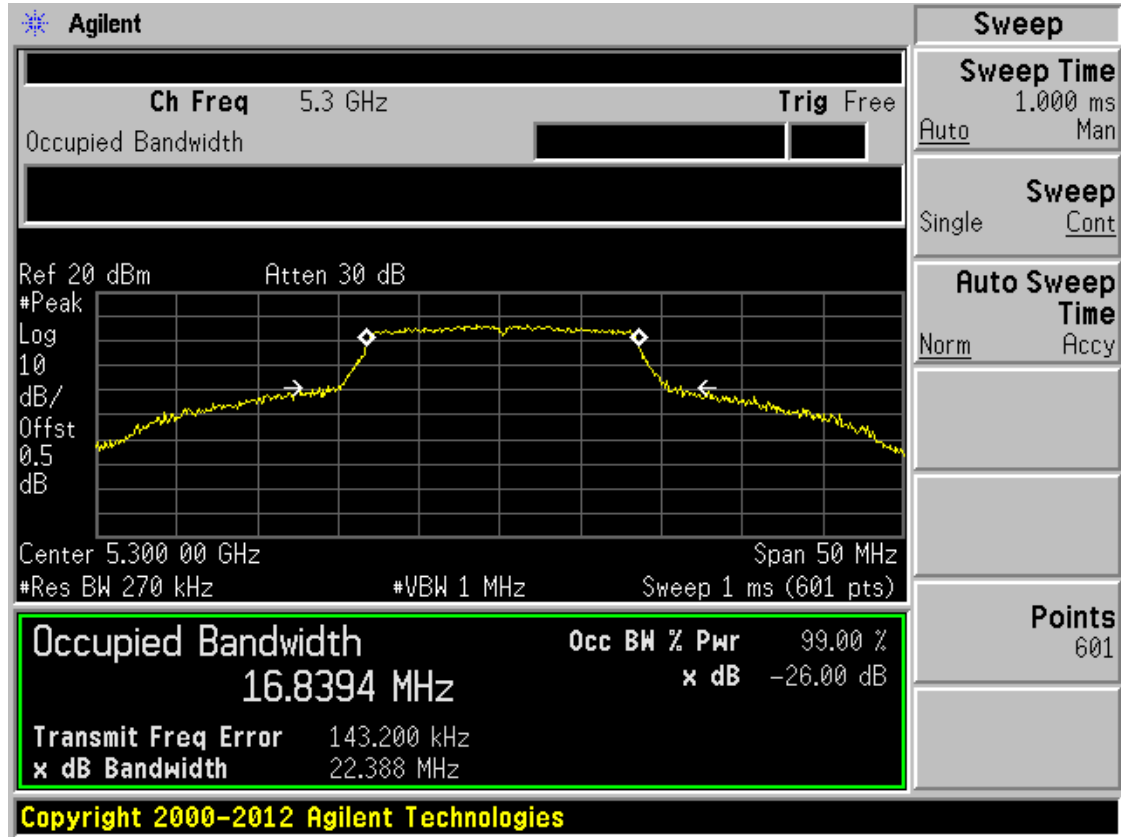 Agilent
Sweep
Ch Freq 5.3 GHz Trig Free
Occupied Bandwidth
Sweep Time
1.000 ms
Auto Man
Sweep
Single Cont
Auto Sweep
Time
Norm Accy
Points
601
Ref 20 dBm Atten 30 dB
#Peak
Log
10
dB/
Offst
0.5
dB
Center 5.300 00 GHz Span 50 MHz
#Res BW 270 kHz #VBW 1 MHz Sweep 1 ms (601 pts)
Occupied Bandwidth Occ BW % Pwr 99.00 %
16.8394 MHz x dB -26.00 dB
Transmit Freq Error 143.200 kHz
x dB Bandwidth 22.388 MHz
Copyright 2000-2012 Agilent Technologies